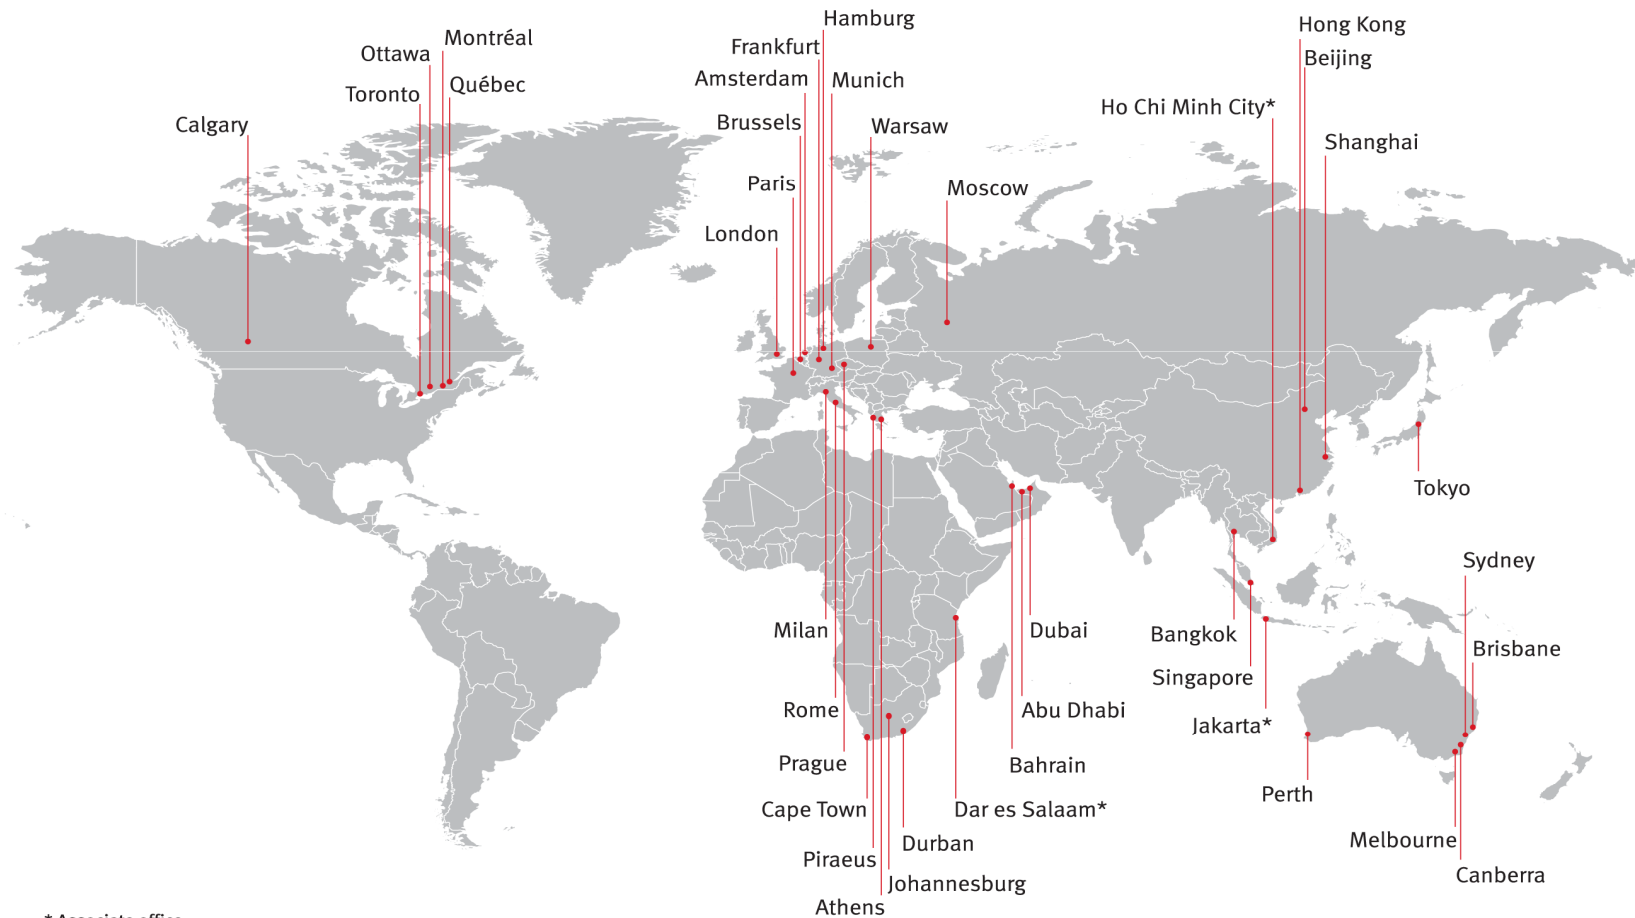 Hamburg
Hong Kong
Montréal
Frankfurt
Ottawa
Beijing
Amsterdam
Munich
Québec
Toronto
Ho Chi Minh City*
Brussels
Calgary
Warsaw
Shanghai
Paris
Moscow
London
Tokyo
Sydney
Milan
Dubai
Bangkok
Brisbane
Singapore
Rome
Abu Dhabi
Jakarta*
Prague
Bahrain
Perth
Cape Town
Dar es Salaam*
Melbourne
Durban
Piraeus
Canberra
Johannesburg
Athens
* Associate office